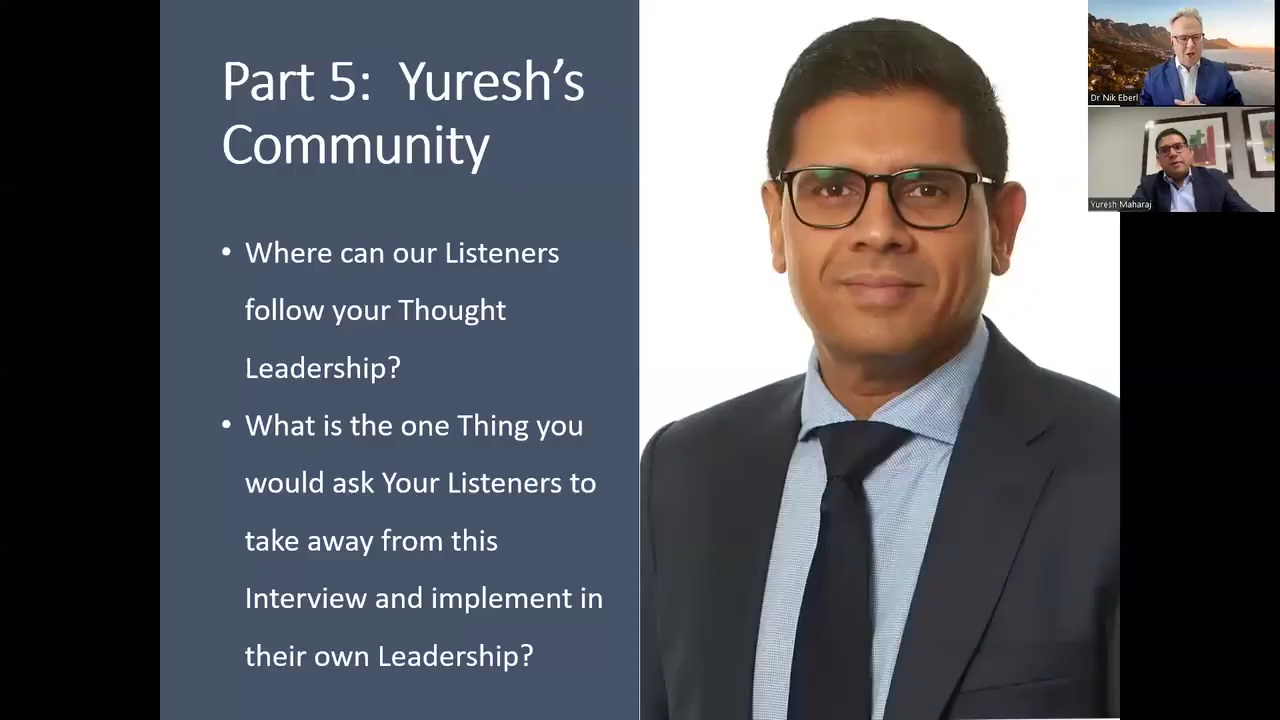 Part 5: Yuresh's
Community
• Where can our Listeners
follow your Thought
Leadership?
• What is the one Thing you
would ask Your Listeners to
take away from this
Interview and implement in
their own Leadership?
Dr Nik Eberl
Yuresh Maharaj